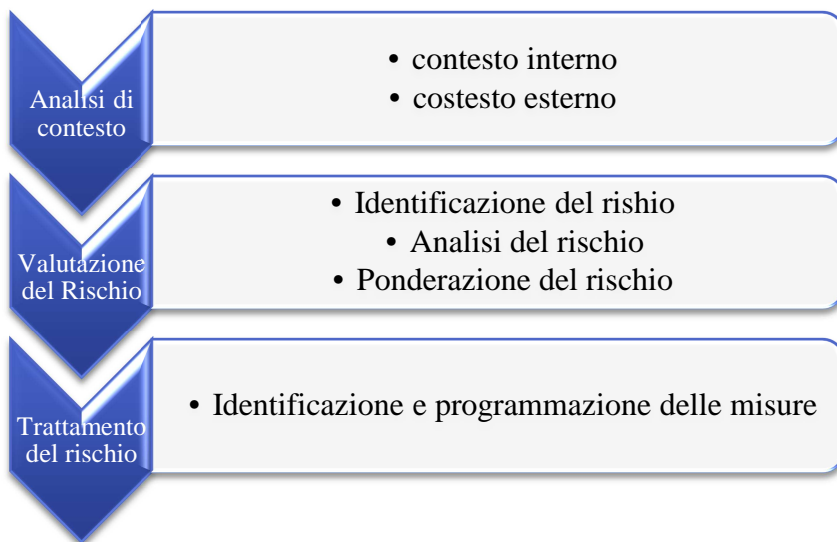 Analisi di
contesto
• contesto interno
• costesto esterno
Valutazione
del Rischio
• Identificazione del rishio
• Analisi del rischio
• Ponderazione del rischio
Trattamento
del rischio
• Identificazione e programmazione delle misure